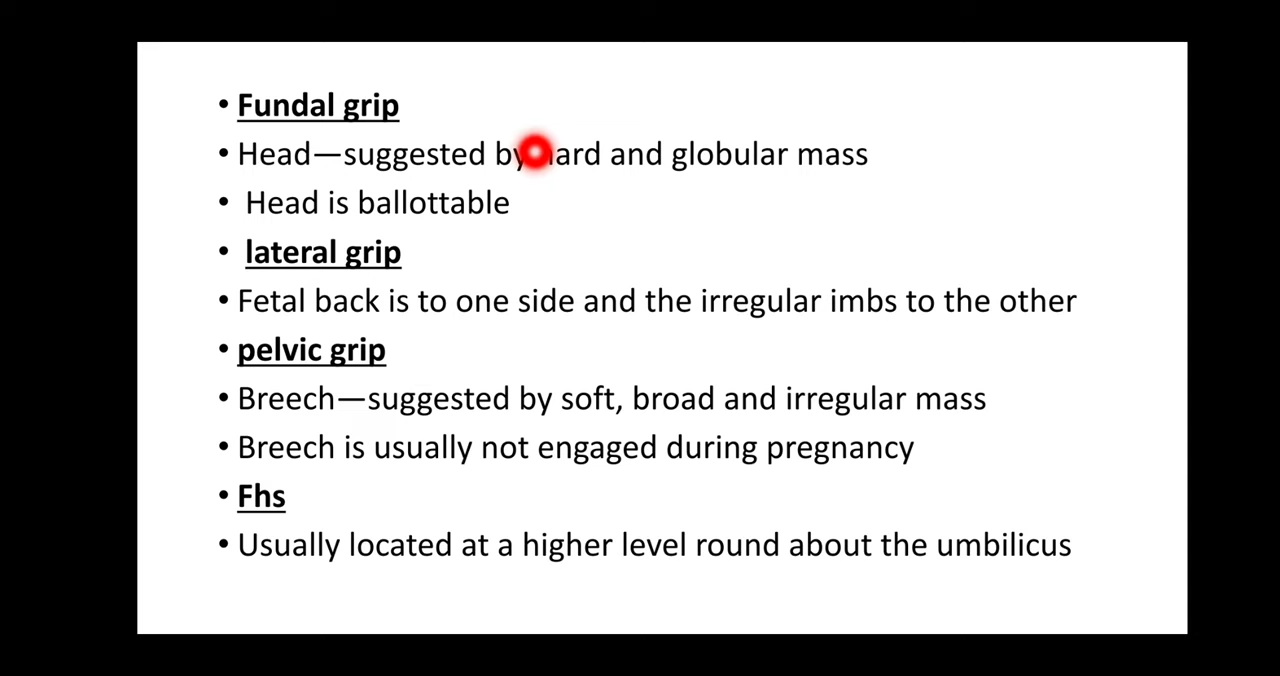 • Fundal grip
• Head—suggested by hard and globular mass
• Head is ballottable
• lateral grip
• Fetal back is to one side and the irregular imbs to the other
• pelvic grip
• Breech—suggested by soft, broad and irregular mass
• Breech is usually not engaged during pregnancy
• Fhs
• Usually located at a higher level round about the umbilicus